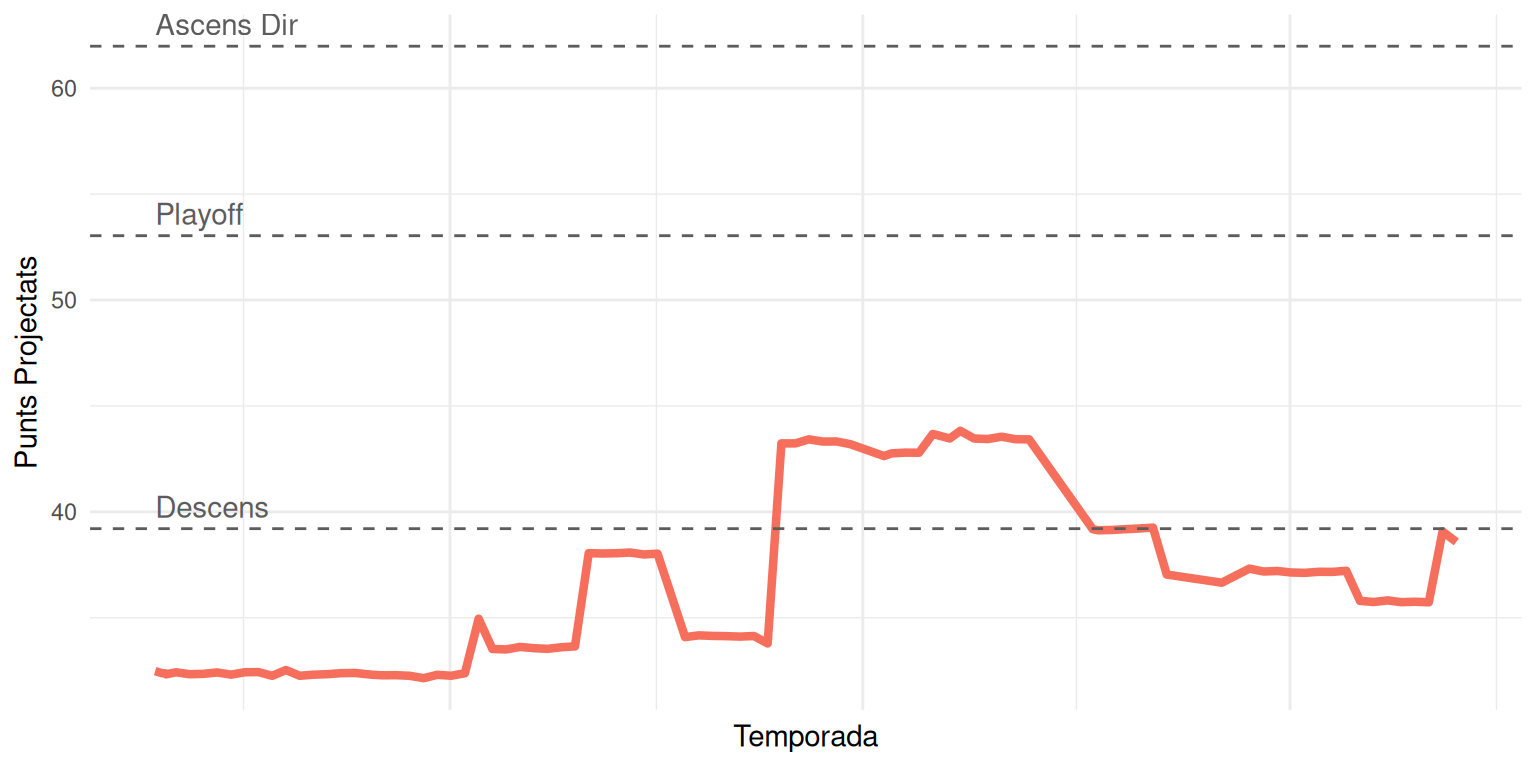 Ascens Dir
60
Playoff
50
Punts Projectats
Descens
40
Temporada